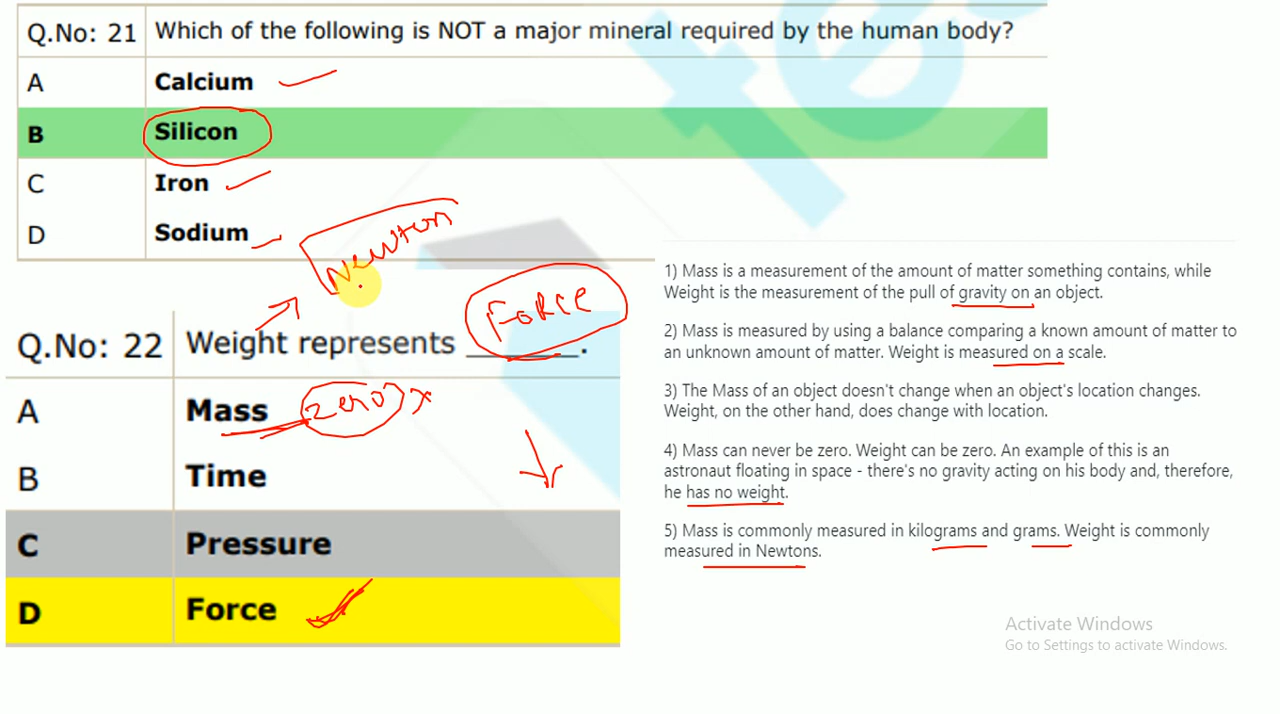 Q.No: 21 Which of the following is NOT a major mineral required by the human body?
A Calcium
B Silicon
C Iron
D Sodium
Newton
Force
Q.No: 22 Weight represents ______.
A Mass zero x
B Time
C Pressure
D Force
1) Mass is a measurement of the amount of matter something contains, while
Weight is the measurement of the pull of gravity on an object.
2) Mass is measured by using a balance comparing a known amount of matter to
an unknown amount of matter. Weight is measured on a scale.
3) The Mass of an object doesn't change when an object's location changes.
Weight, on the other hand, does change with location.
4) Mass can never be zero. Weight can be zero. An example of this is an
astronaut floating in space - there's no gravity acting on his body and, therefore,
he has no weight.
5) Mass is commonly measured in kilograms and grams. Weight is commonly
measured in Newtons.
Activate Windows
Go to Settings to activate Windows.